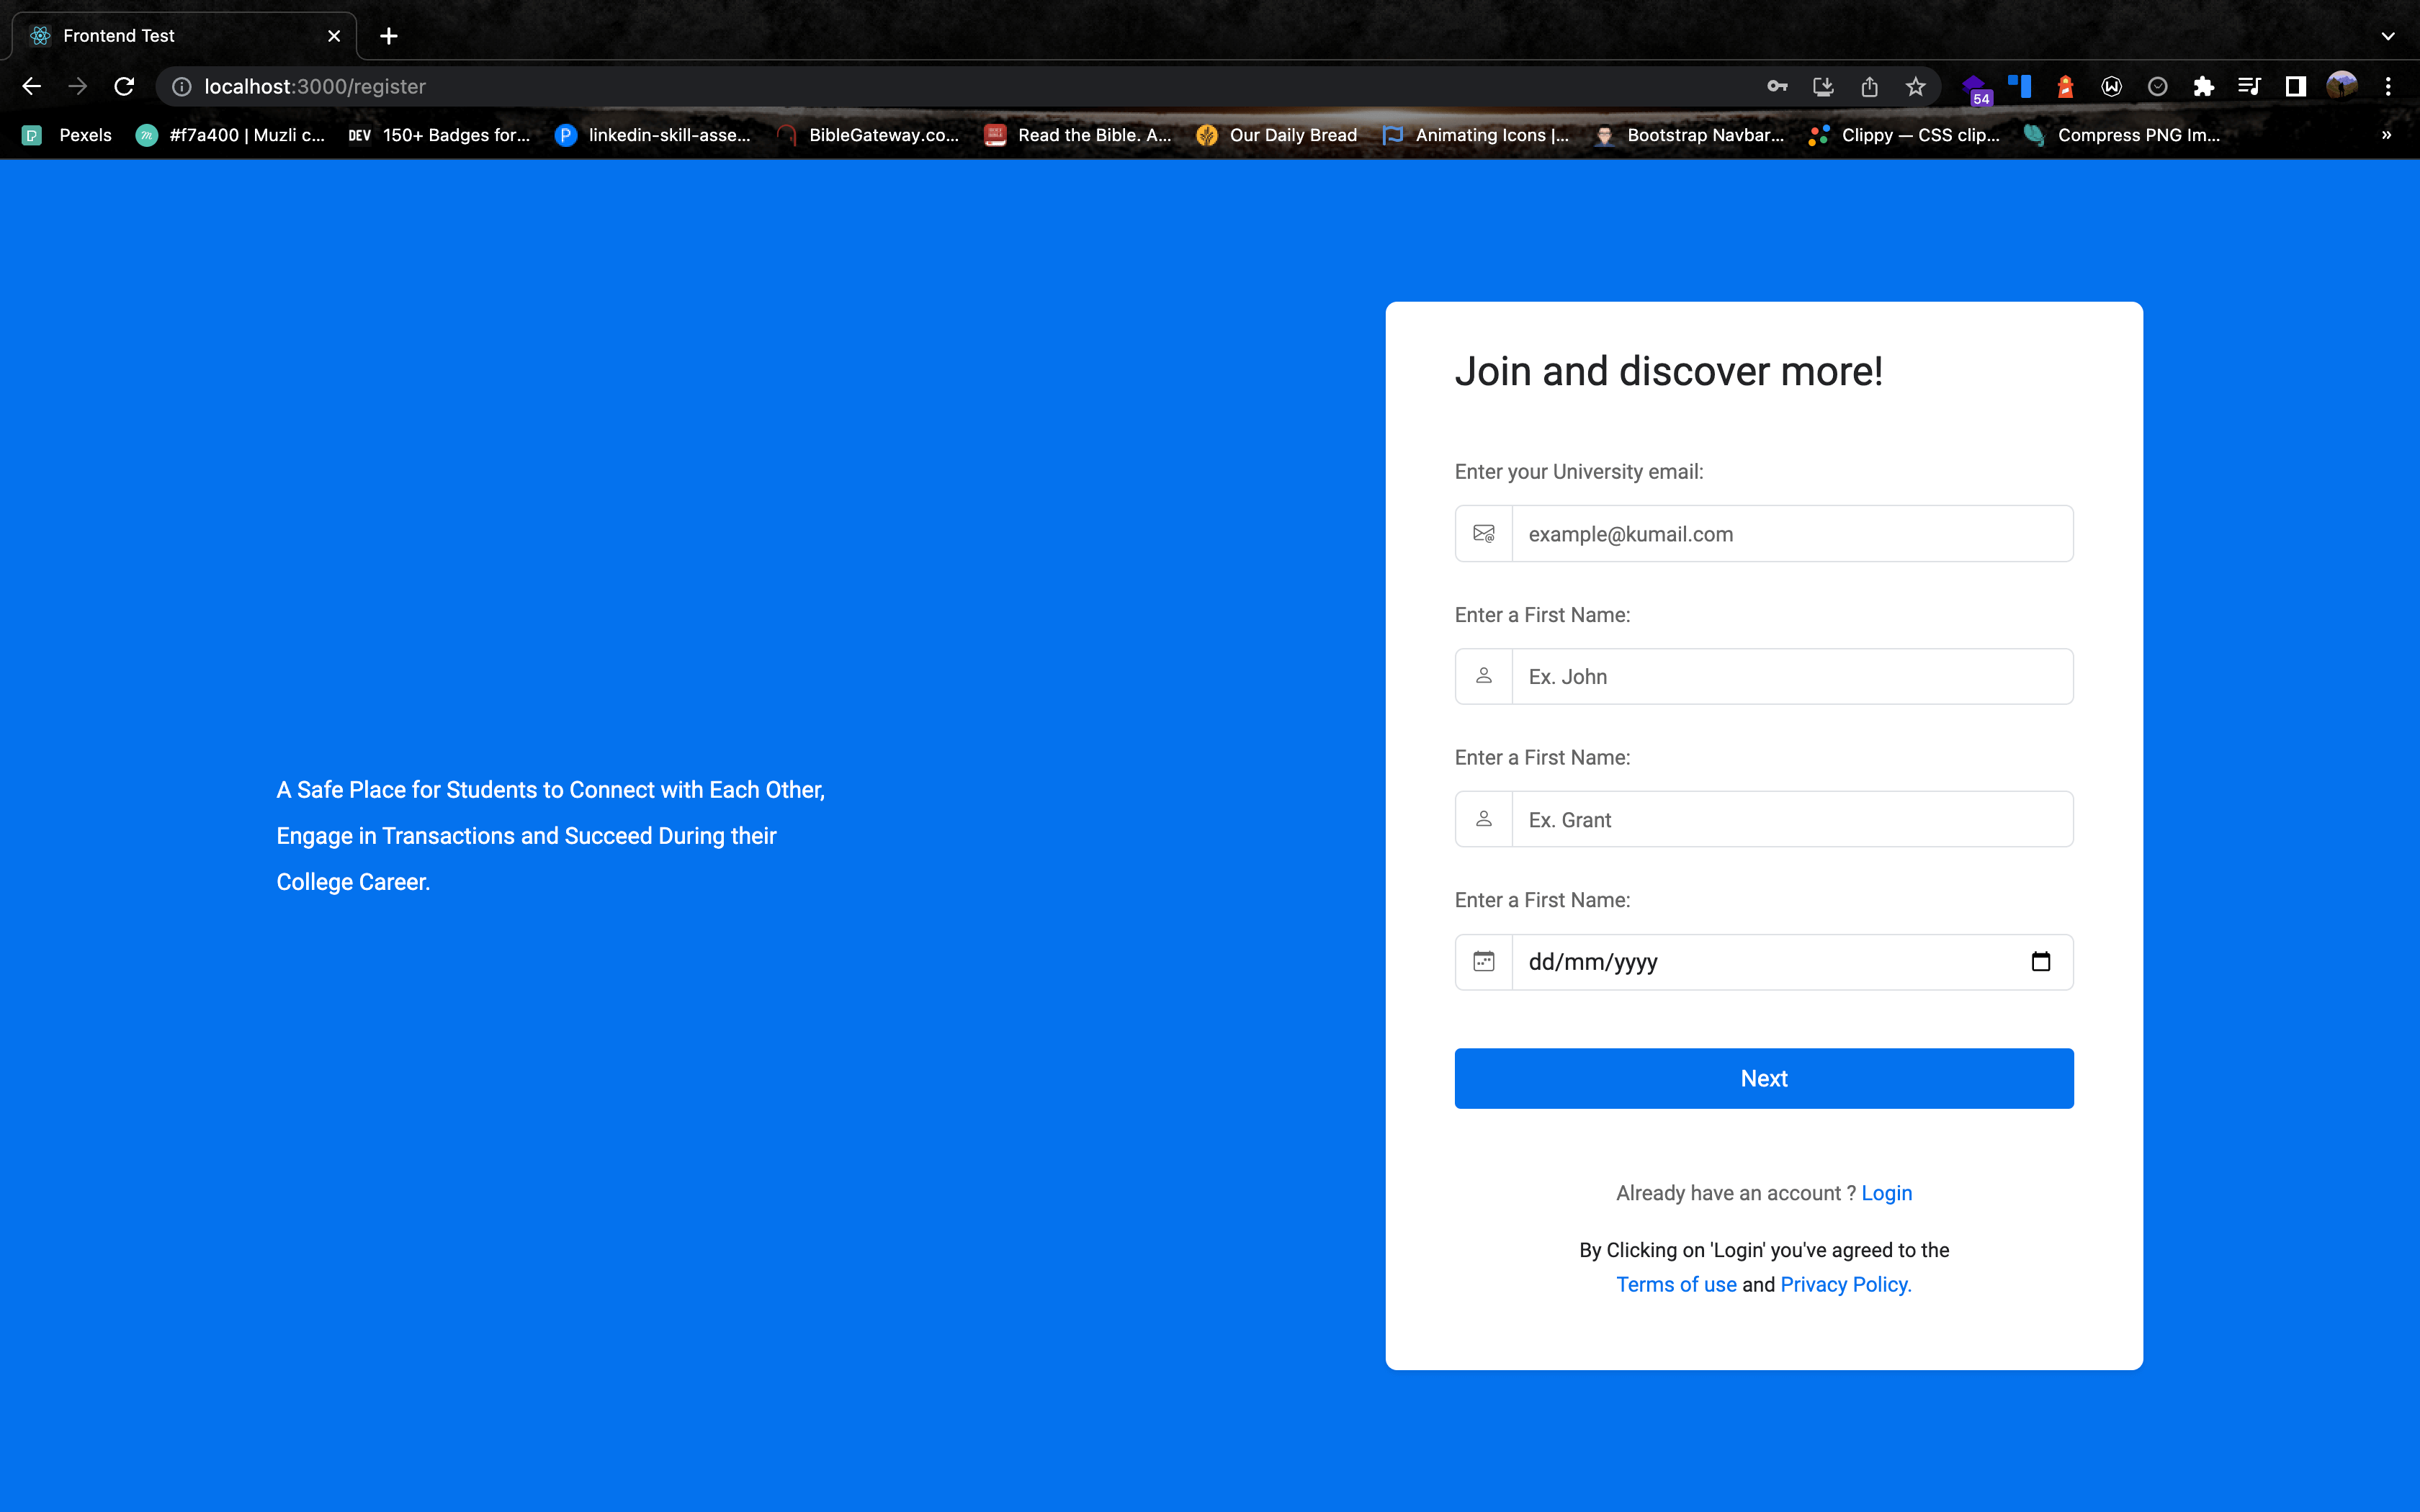 Frontend Test
localhost:3000/register
54
Pexels
#f7a400 | Muzli c...
DEV 150+ Badges for...
P linkedin-skill-asse...
BibleGateway.co...
Read the Bible. A...
Our Daily Bread
Animating Icons |...
Bootstrap Navbar...
Clippy — CSS clip...
Compress PNG Im...
»
A Safe Place for Students to Connect with Each Other,
Engage in Transactions and Succeed During their
College Career.
Join and discover more!
Enter your University email:
example@kumail.com
Enter a First Name:
Ex. John
Enter a First Name:
Ex. Grant
Enter a First Name:
dd/mm/yyyy
Next
Already have an account ? Login
By Clicking on 'Login' you've agreed to the
Terms of use and Privacy Policy.